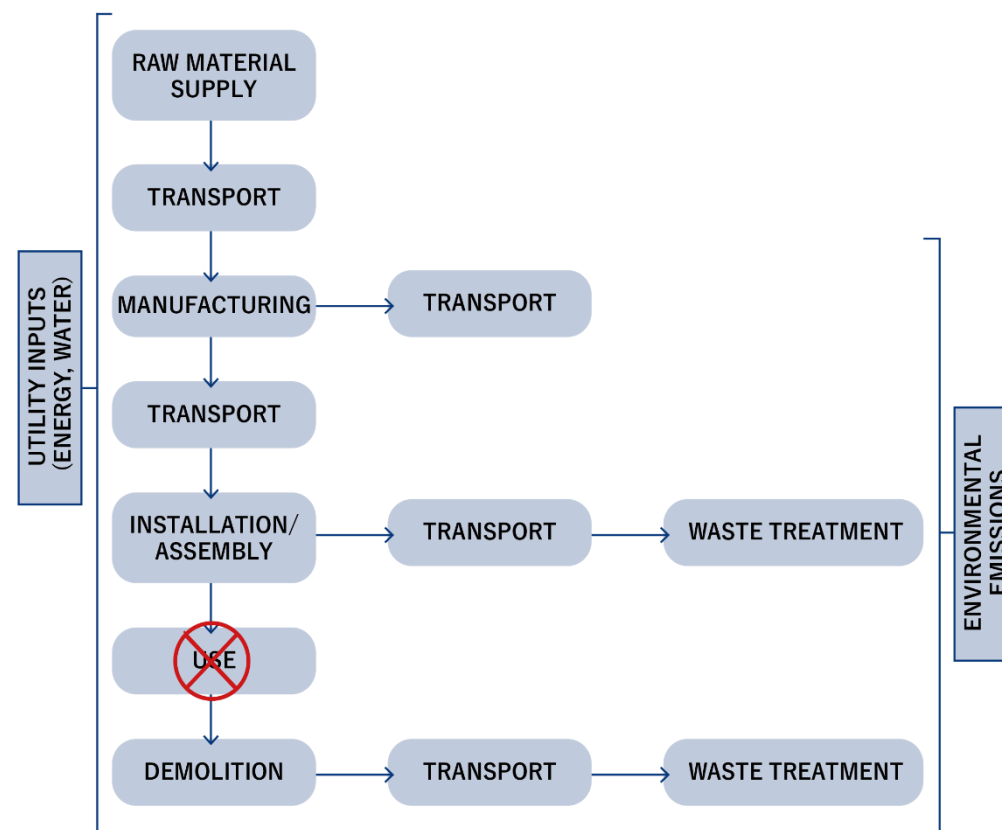 RAW MATERIAL
SUPPLY
TRANSPORT
MANUFACTURING
TRANSPORT
TRANSPORT
INSTALLATION/
ASSEMBLY
TRANSPORT
WASTE TREATMENT
USE
DEMOLITION
TRANSPORT
WASTE TREATMENT
UTILITY INPUTS
(ENERGY, WATER)
ENVIRONMENTAL
EMISSIONS